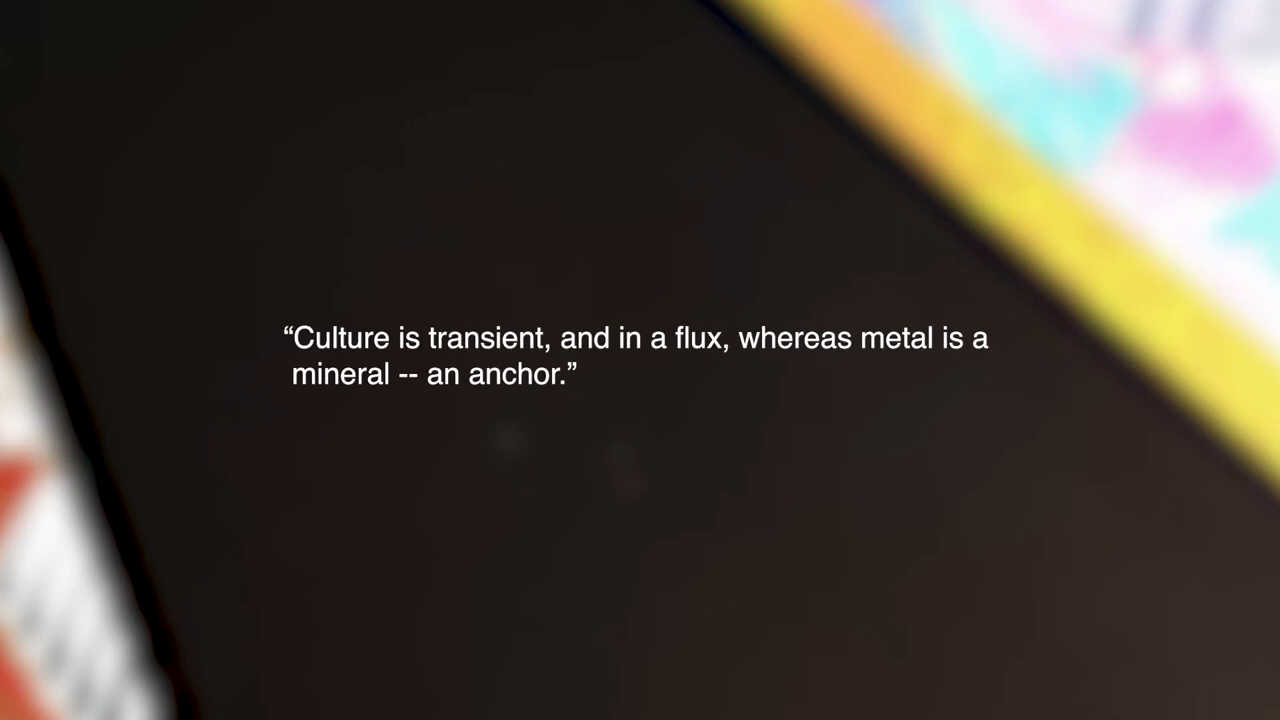 “Culture is transient, and in a flux, whereas metal is a
mineral -- an anchor.”